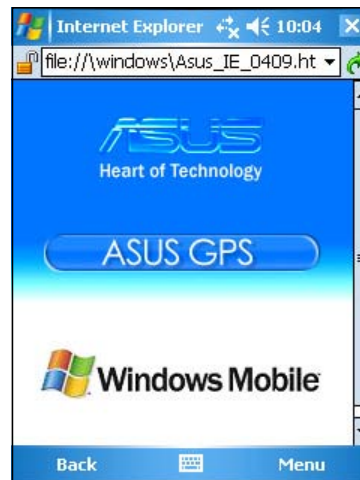 Internet Explorer 10:04
file://\windows\Asus_IE_0409.ht
ASUS
Heart of Technology
ASUS GPS
Windows Mobile
Back Menu